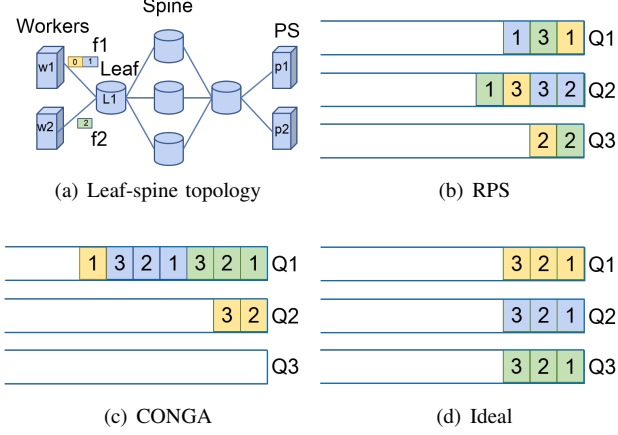 Spine
Workers
f1
PS
0 1
w1
Leaf
p1
L1
w2
2
f2
p2
(a) Leaf-spine topology
1 3 1 Q1
1 3 3 2 Q2
2 2 Q3
(b) RPS
1 3 2 1 3 2 1 Q1
3 2 Q2
Q3
(c) CONGA
3 2 1 Q1
3 2 1 Q2
3 2 1 Q3
(d) Ideal